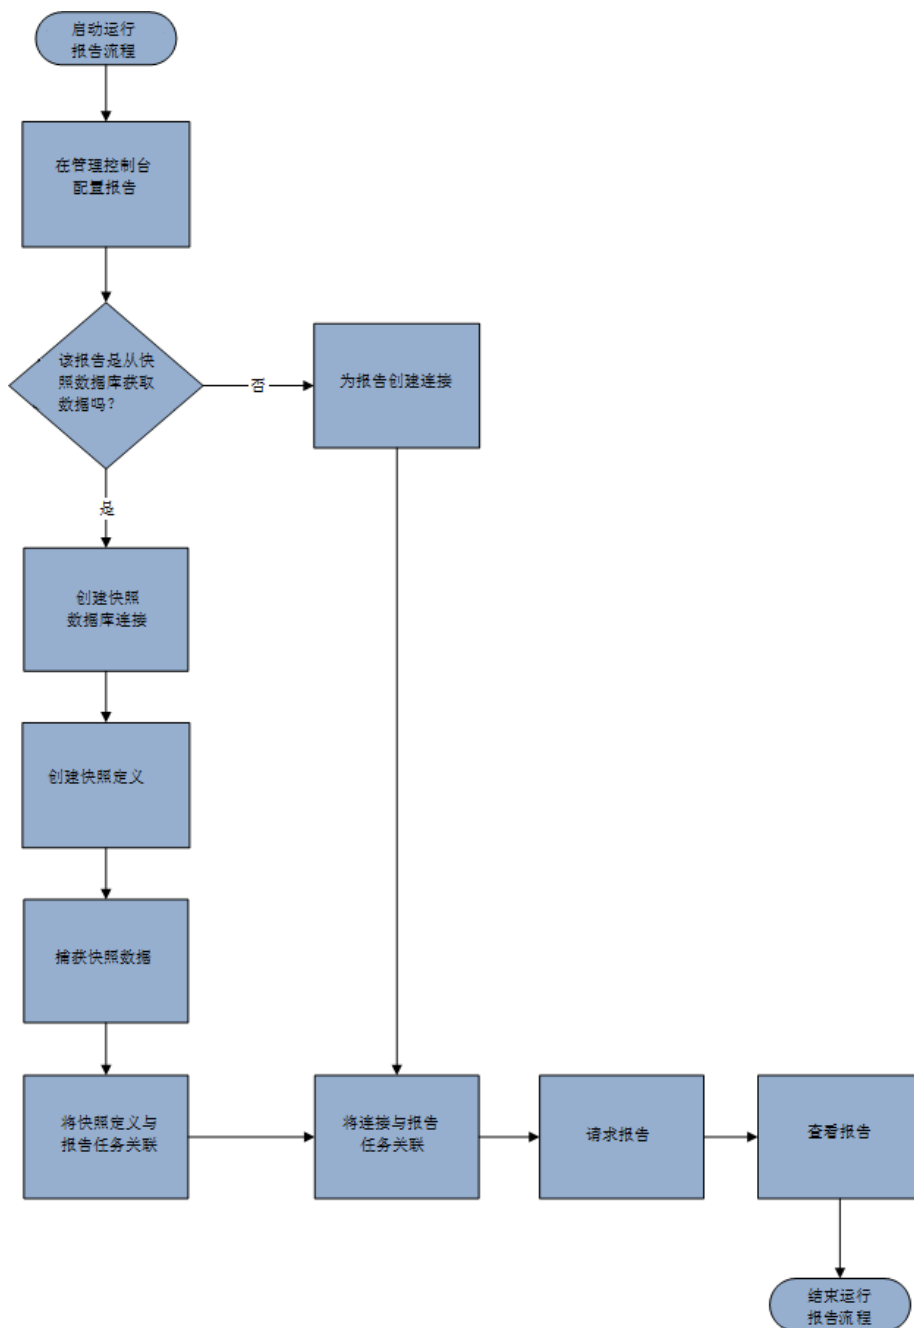 启动运行
报告流程
在管理控制台
配置报告
该报告是从快
照数据库获取
数据吗?
否
为报告创建连接
是
创建快照
数据库连接
创建快照定义
捕获快照数据
将快照定义与
报告任务关联
将连接与报告
任务关联
请求报告
查看报告
结束运行
报告流程